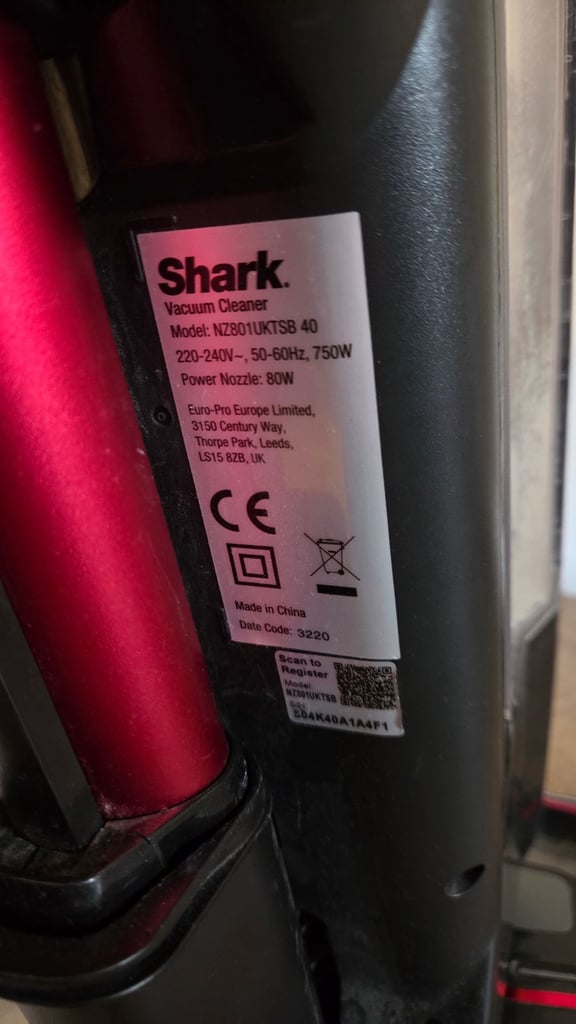 Shark.
Vacuum Cleaner
Model: NZ801UKTSB 40
220-240V~, 50-60Hz, 750W
Power Nozzle: 80W
Euro-Pro Europe Limited,
3150 Century Way,
Thorpe Park, Leeds,
LS15 8ZB, UK
CE
Made in China
Date Code: 3220
Scan to
Register
Model:
NZ801UKTSB
S04K40A1A4F1